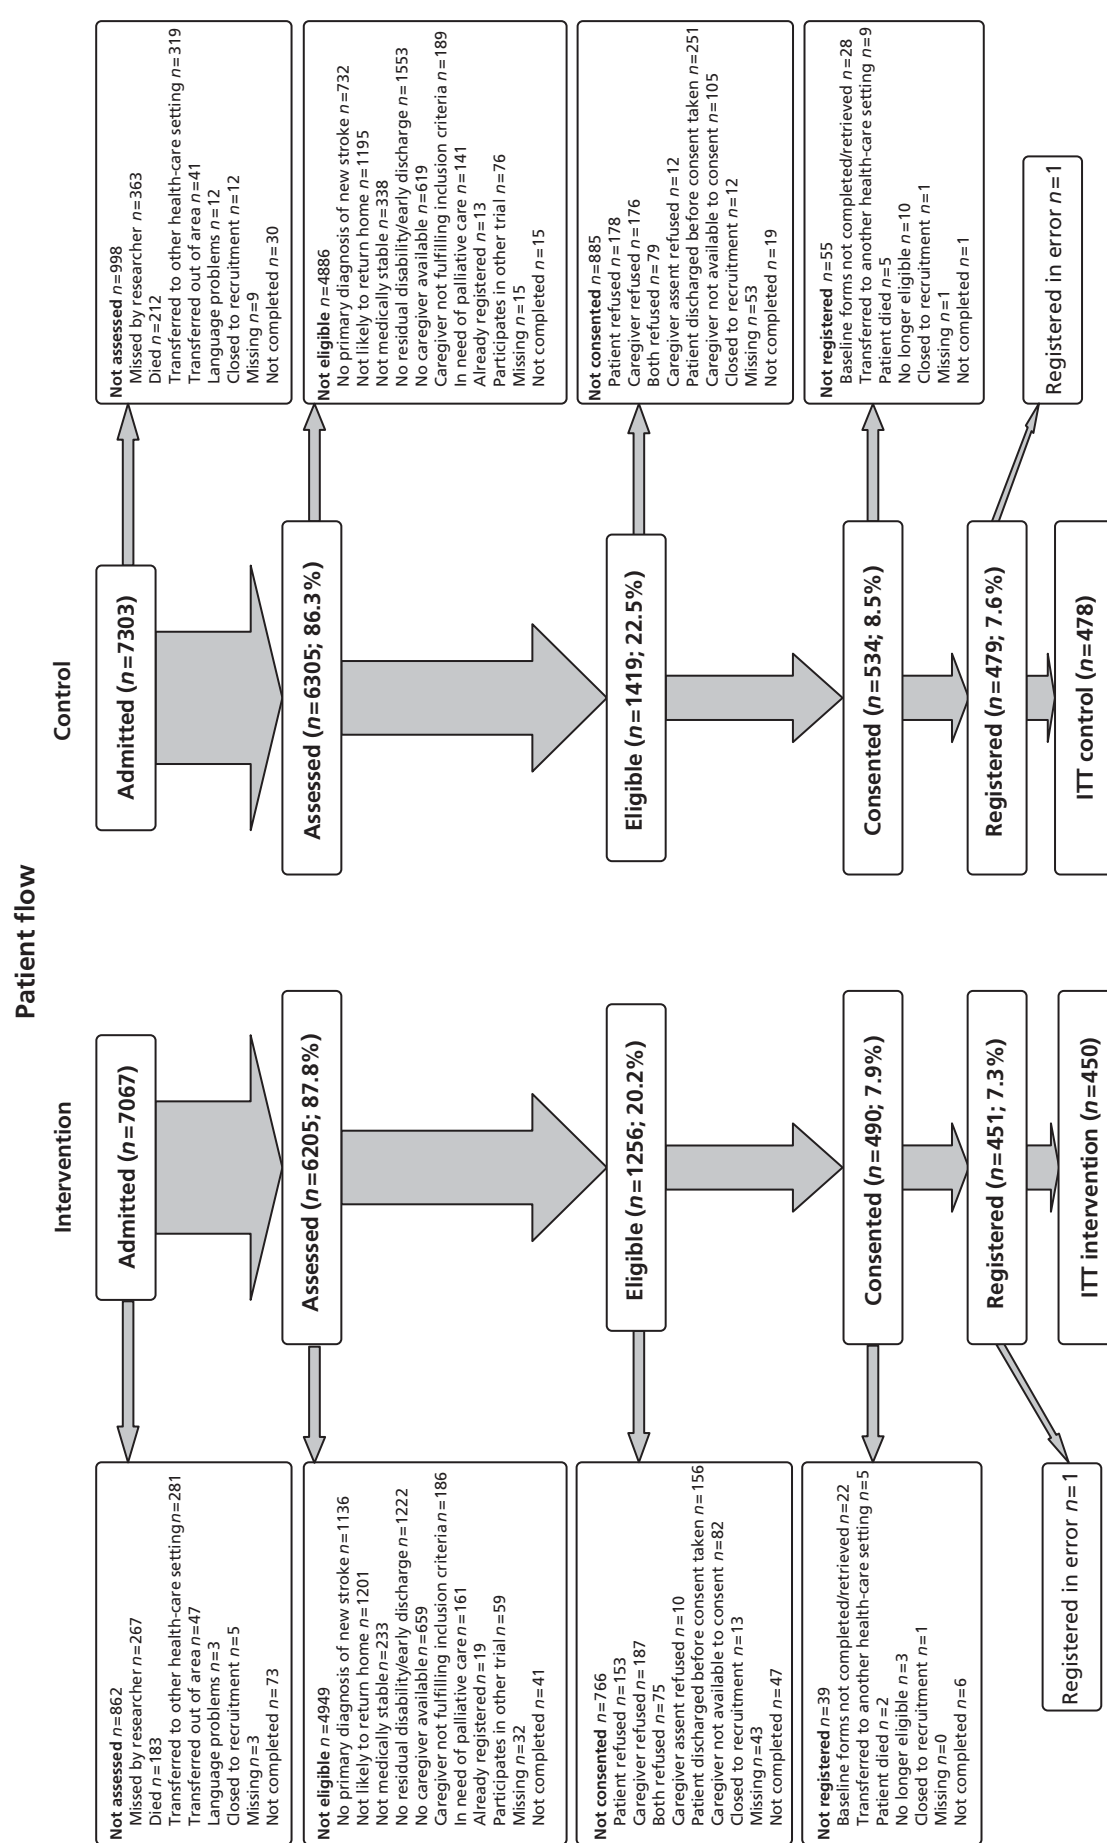 Patient flow
Intervention
Control
Admitted (n=7067)
Not assessed n=862
Missed by researcher n=267
Died n=183
Transferred to other health-care setting n=281
Transferred out of area n=47
Language problems n=3
Closed to recruitment n=5
Missing n=3
Not completed n=73
Assessed (n=6205; 87.8%)
Not eligible n=4949
No primary diagnosis of new stroke n=1136
Not likely to return home n=1201
Not medically stable n=233
No residual disability/early discharge n=1222
No caregiver available n=659
Caregiver not fulfilling inclusion criteria n=186
In need of palliative care n=161
Already registered n=19
Participates in other trial n=59
Missing n=32
Not completed n=41
Eligible (n=1256; 20.2%)
Not consented n=766
Patient refused n=153
Caregiver refused n=187
Both refused n=75
Caregiver assent refused n=10
Patient discharged before consent taken n=156
Caregiver not available to consent n=82
Closed to recruitment n=13
Missing n=43
Not completed n=47
Consented (n=490; 7.9%)
Not registered n=39
Baseline forms not completed/retrieved n=22
Transferred to another health-care setting n=5
Patient died n=2
No longer eligible n=3
Closed to recruitment n=1
Missing n=0
Not completed n=6
Registered (n=451; 7.3%)
Registered in error n=1
ITT intervention (n=450)
Admitted (n=7303)
Not assessed n=998
Missed by researcher n=363
Died n=212
Transferred to other health-care setting n=319
Transferred out of area n=41
Language problems n=12
Closed to recruitment n=12
Missing n=9
Not completed n=30
Assessed (n=6305; 86.3%)
Not eligible n=4886
No primary diagnosis of new stroke n=732
Not likely to return home n=1195
Not medically stable n=338
No residual disability/early discharge n=1553
No caregiver available n=619
Caregiver not fulfilling inclusion criteria n=189
In need of palliative care n=141
Already registered n=13
Participates in other trial n=76
Missing n=15
Not completed n=15
Eligible (n=1419; 22.5%)
Not consented n=885
Patient refused n=178
Caregiver refused n=176
Both refused n=79
Caregiver assent refused n=12
Patient discharged before consent taken n=251
Caregiver not available to consent n=105
Closed to recruitment n=12
Missing n=53
Not completed n=19
Consented (n=534; 8.5%)
Not registered n=55
Baseline forms not completed/retrieved n=28
Transferred to another health-care setting n=9
Patient died n=5
No longer eligible n=10
Closed to recruitment n=1
Missing n=1
Not completed n=1
Registered (n=479; 7.6%)
Registered in error n=1
ITT control (n=478)